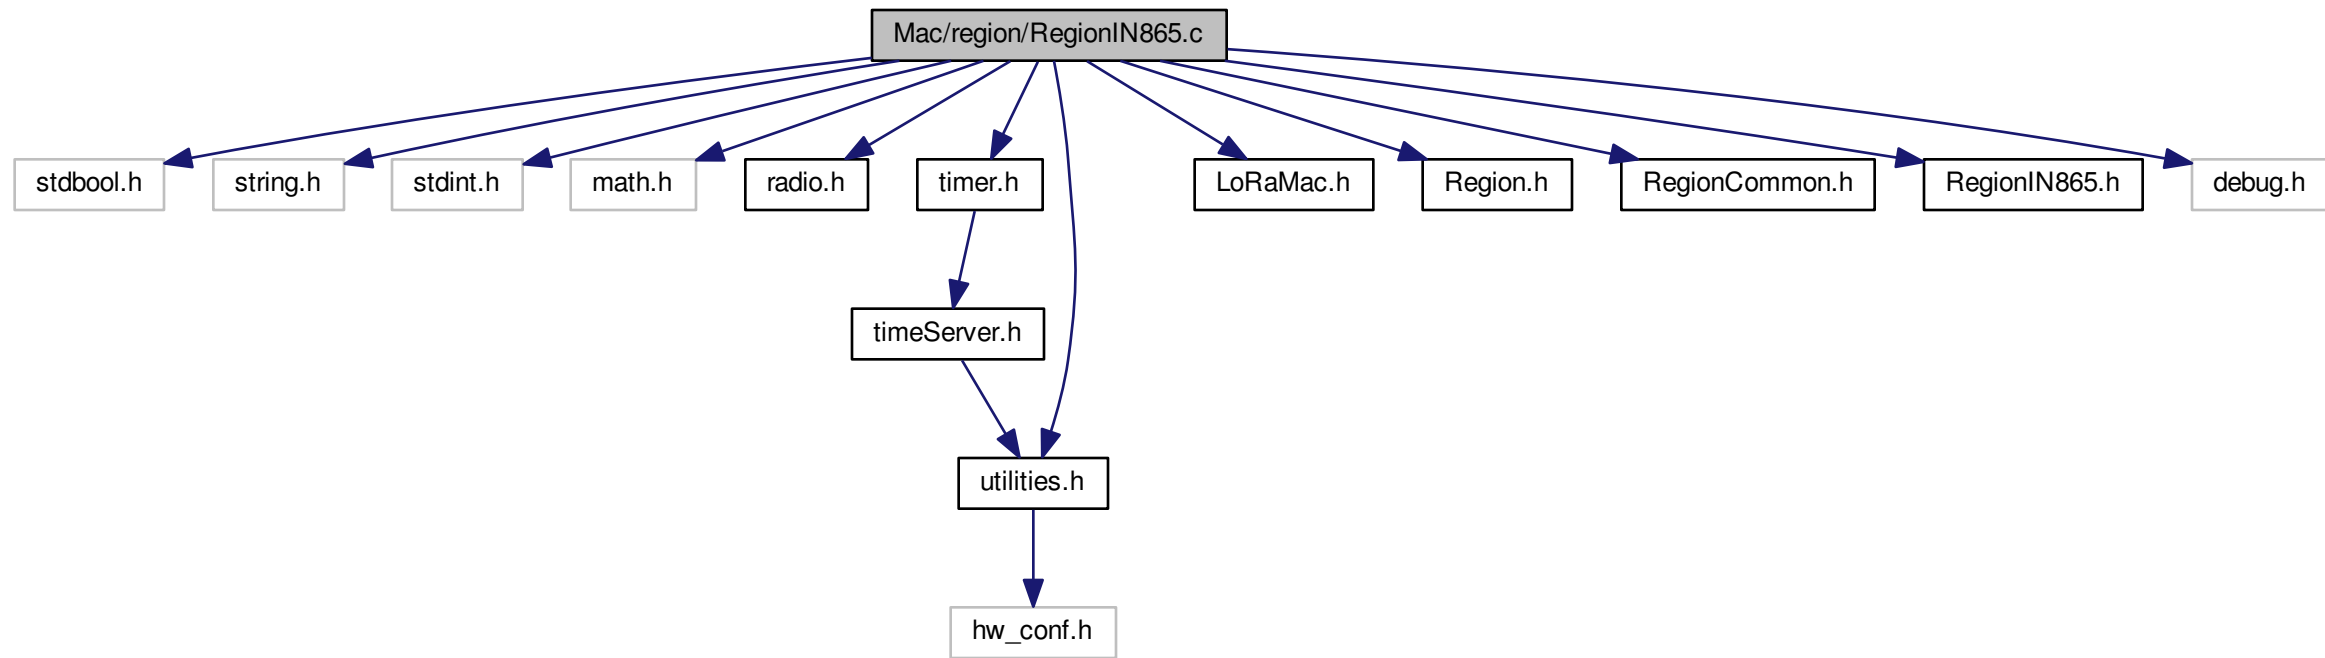 Mac/region/RegionIN865.c
stdbool.h
string.h
stdint.h
math.h
radio.h
timer.h
LoRaMac.h
Region.h
RegionCommon.h
RegionIN865.h
debug.h
timeServer.h
utilities.h
hw_conf.h